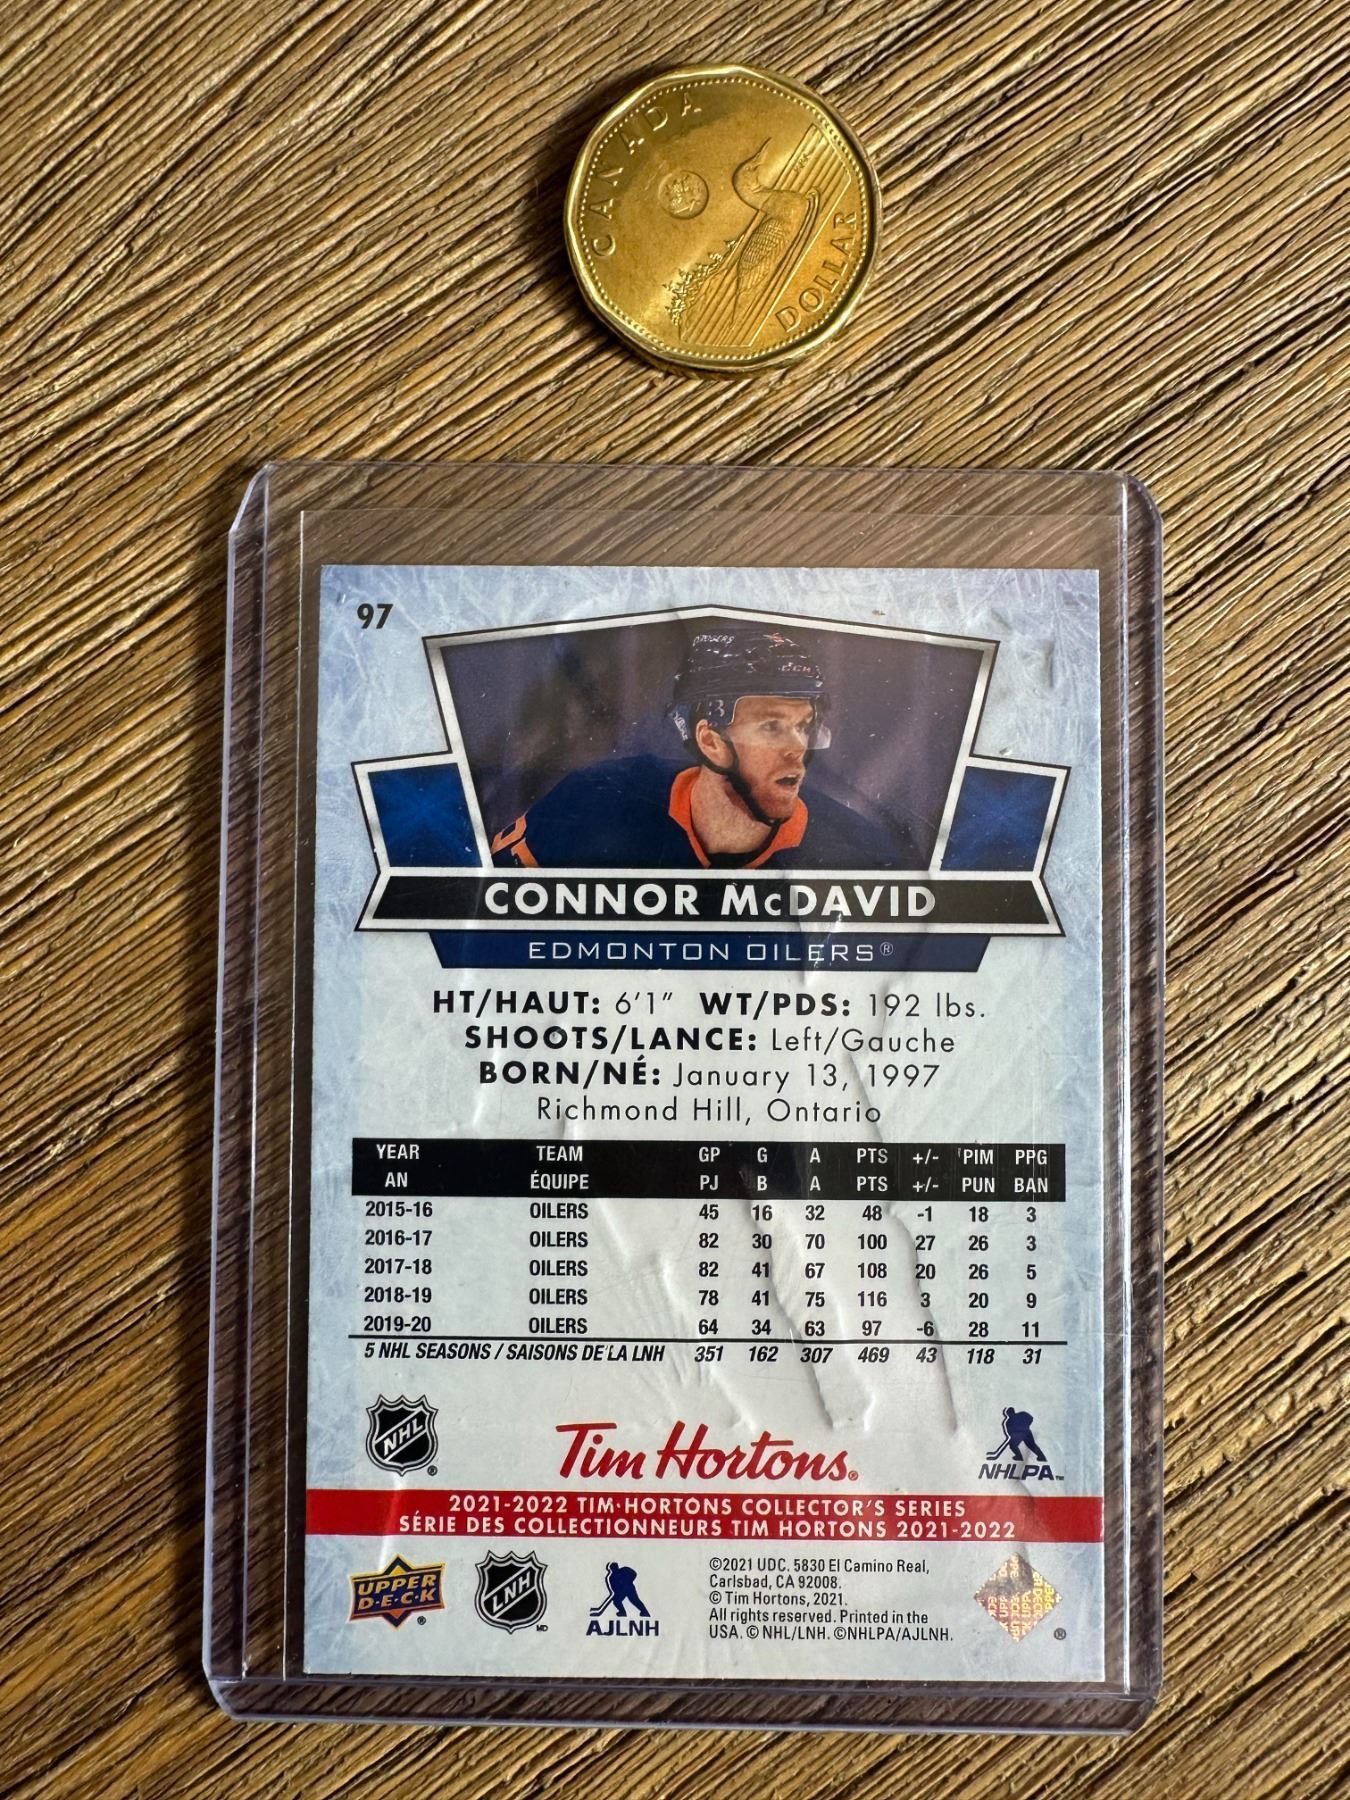 CANADA
DOLLAR
97
CCM
CONNOR McDAVID
EDMONTON OILERS®
HT/HAUT: 6'1" WT/PDS: 192 lbs.
SHOOTS/LANCE: Left/Gauche
BORN/NÉ: January 13, 1997
Richmond Hill, Ontario
YEAR TEAM GP G A PTS +/- PIM PPG
AN ÉQUIPE PJ B A PTS +/- PUN BAN
2015-16 OILERS 45 16 32 48 -1 18 3
2016-17 OILERS 82 30 70 100 27 26 3
2017-18 OILERS 82 41 67 108 20 26 5
2018-19 OILERS 78 41 75 116 3 20 9
2019-20 OILERS 64 34 63 97 -6 28 11
5 NHL SEASONS / SAISONS DE LA LNH 351 162 307 469 43 118 31
NHL ® Tim Hortons® NHLPA™
2021-2022 TIM HORTONS COLLECTOR'S SERIES
SÉRIE DES COLLECTIONNEURS TIM HORTONS 2021-2022
UPPER
D·E·C·K ®
LNH MD
AJLNH
©2021 UDC. 5830 El Camino Real,
Carlsbad, CA 92008.
© Tim Hortons, 2021.
All rights reserved. Printed in the
USA. © NHL/LNH. ©NHLPA/AJLNH.
®